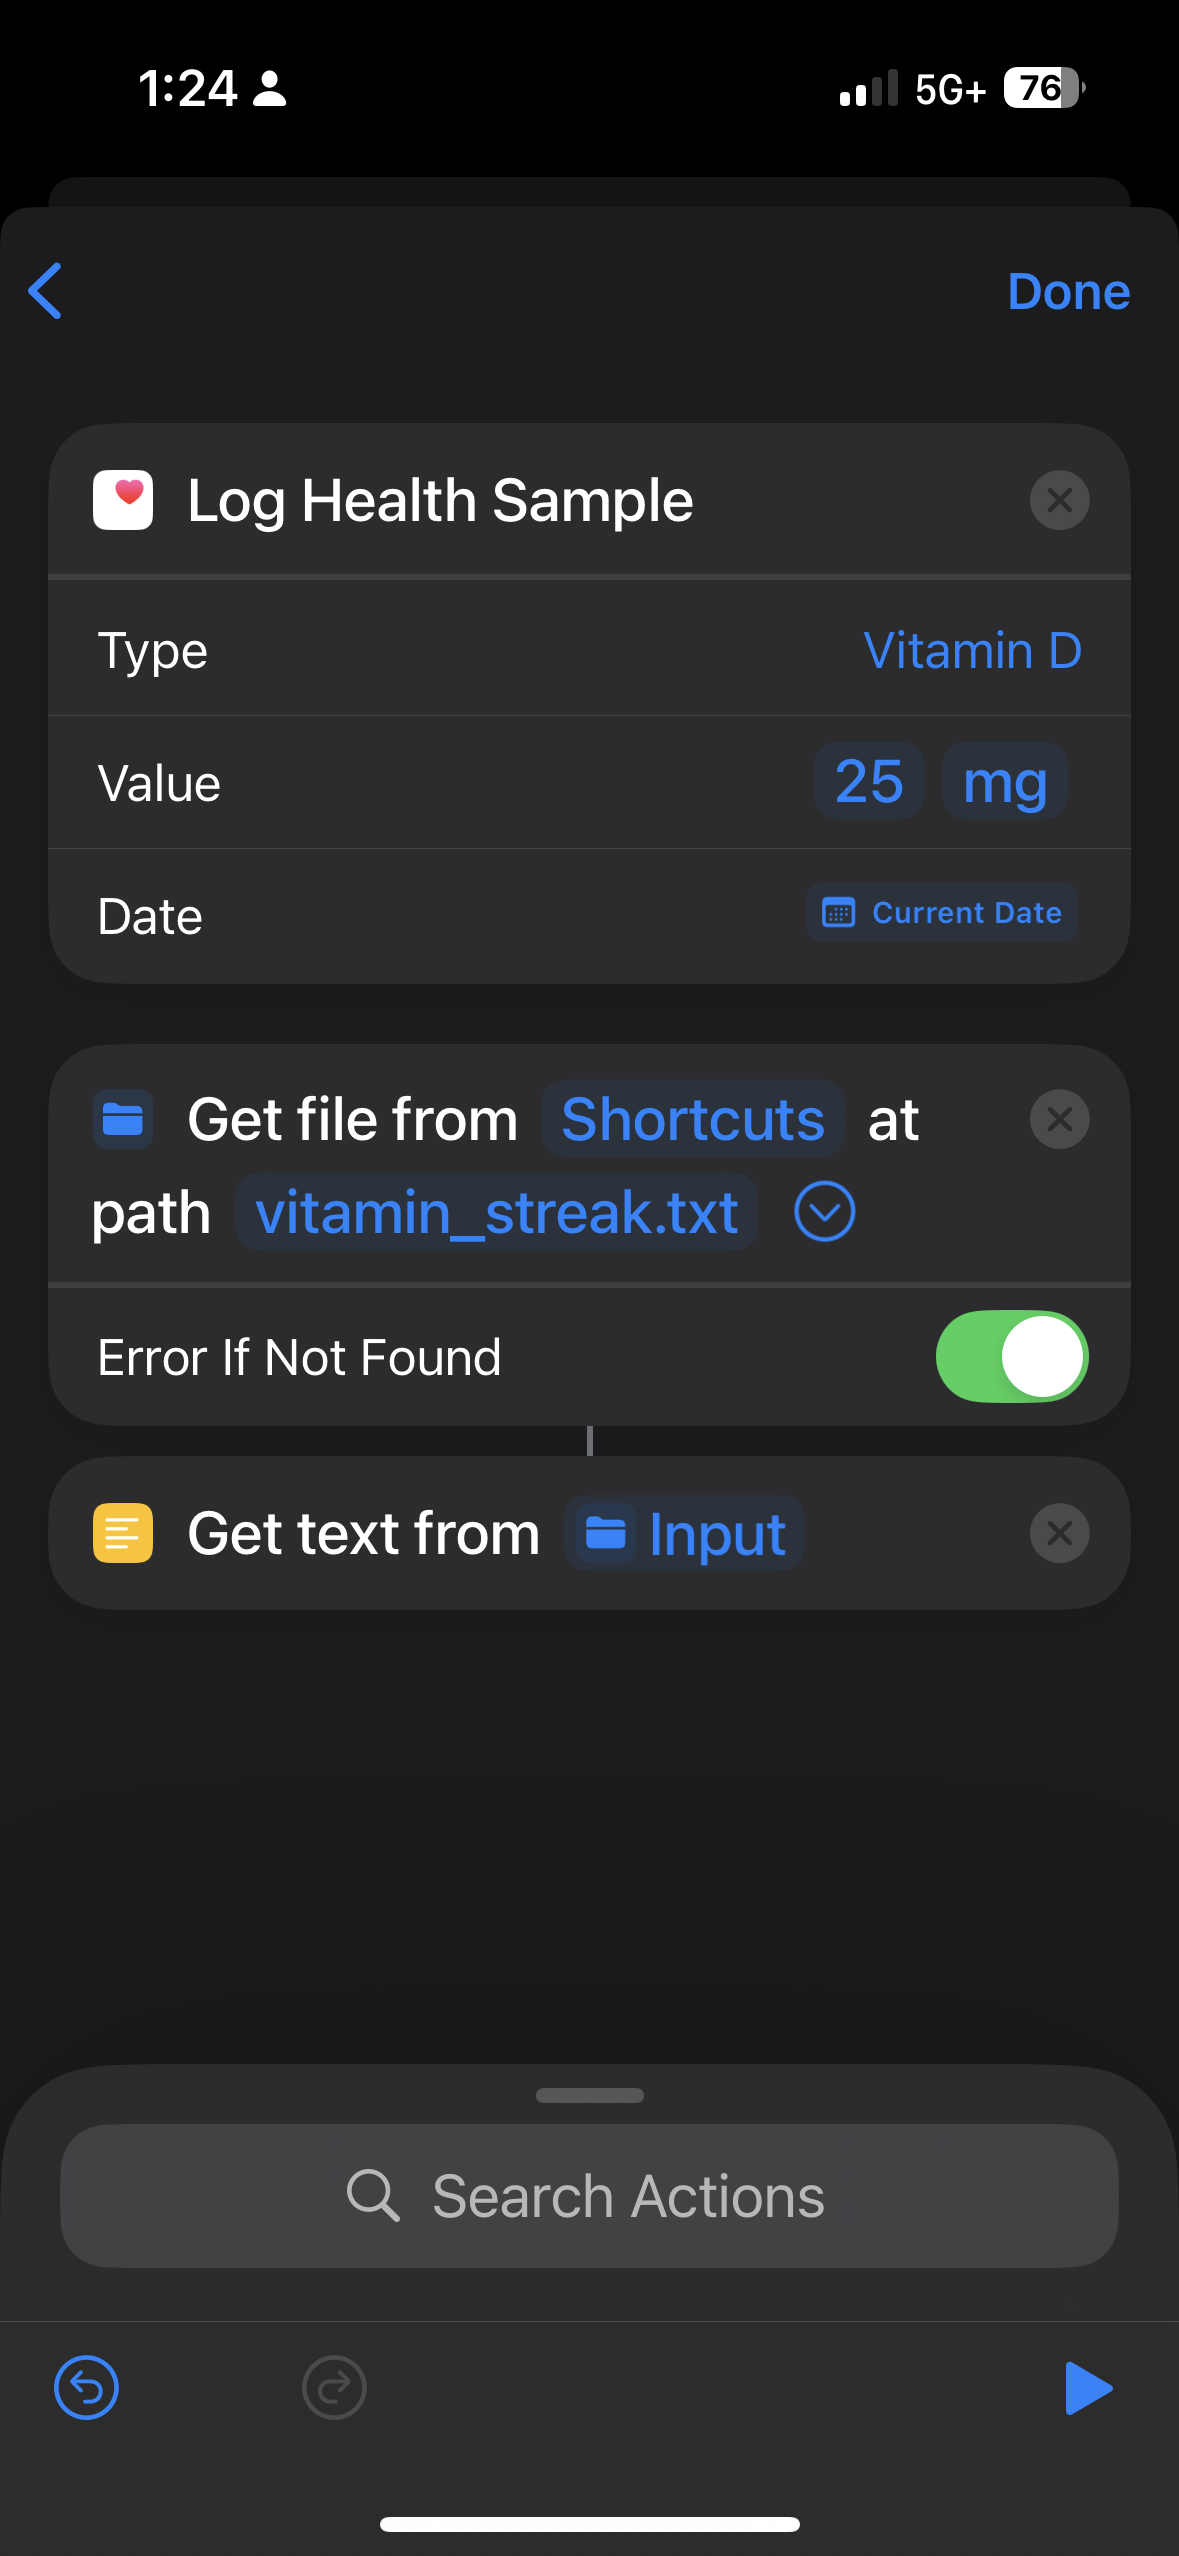 1:24 5G+ 76
Done
Log Health Sample
Type Vitamin D
Value 25 mg
Date Current Date
Get file from Shortcuts at
path vitamin_streak.txt
Error If Not Found
Get text from Input
Search Actions